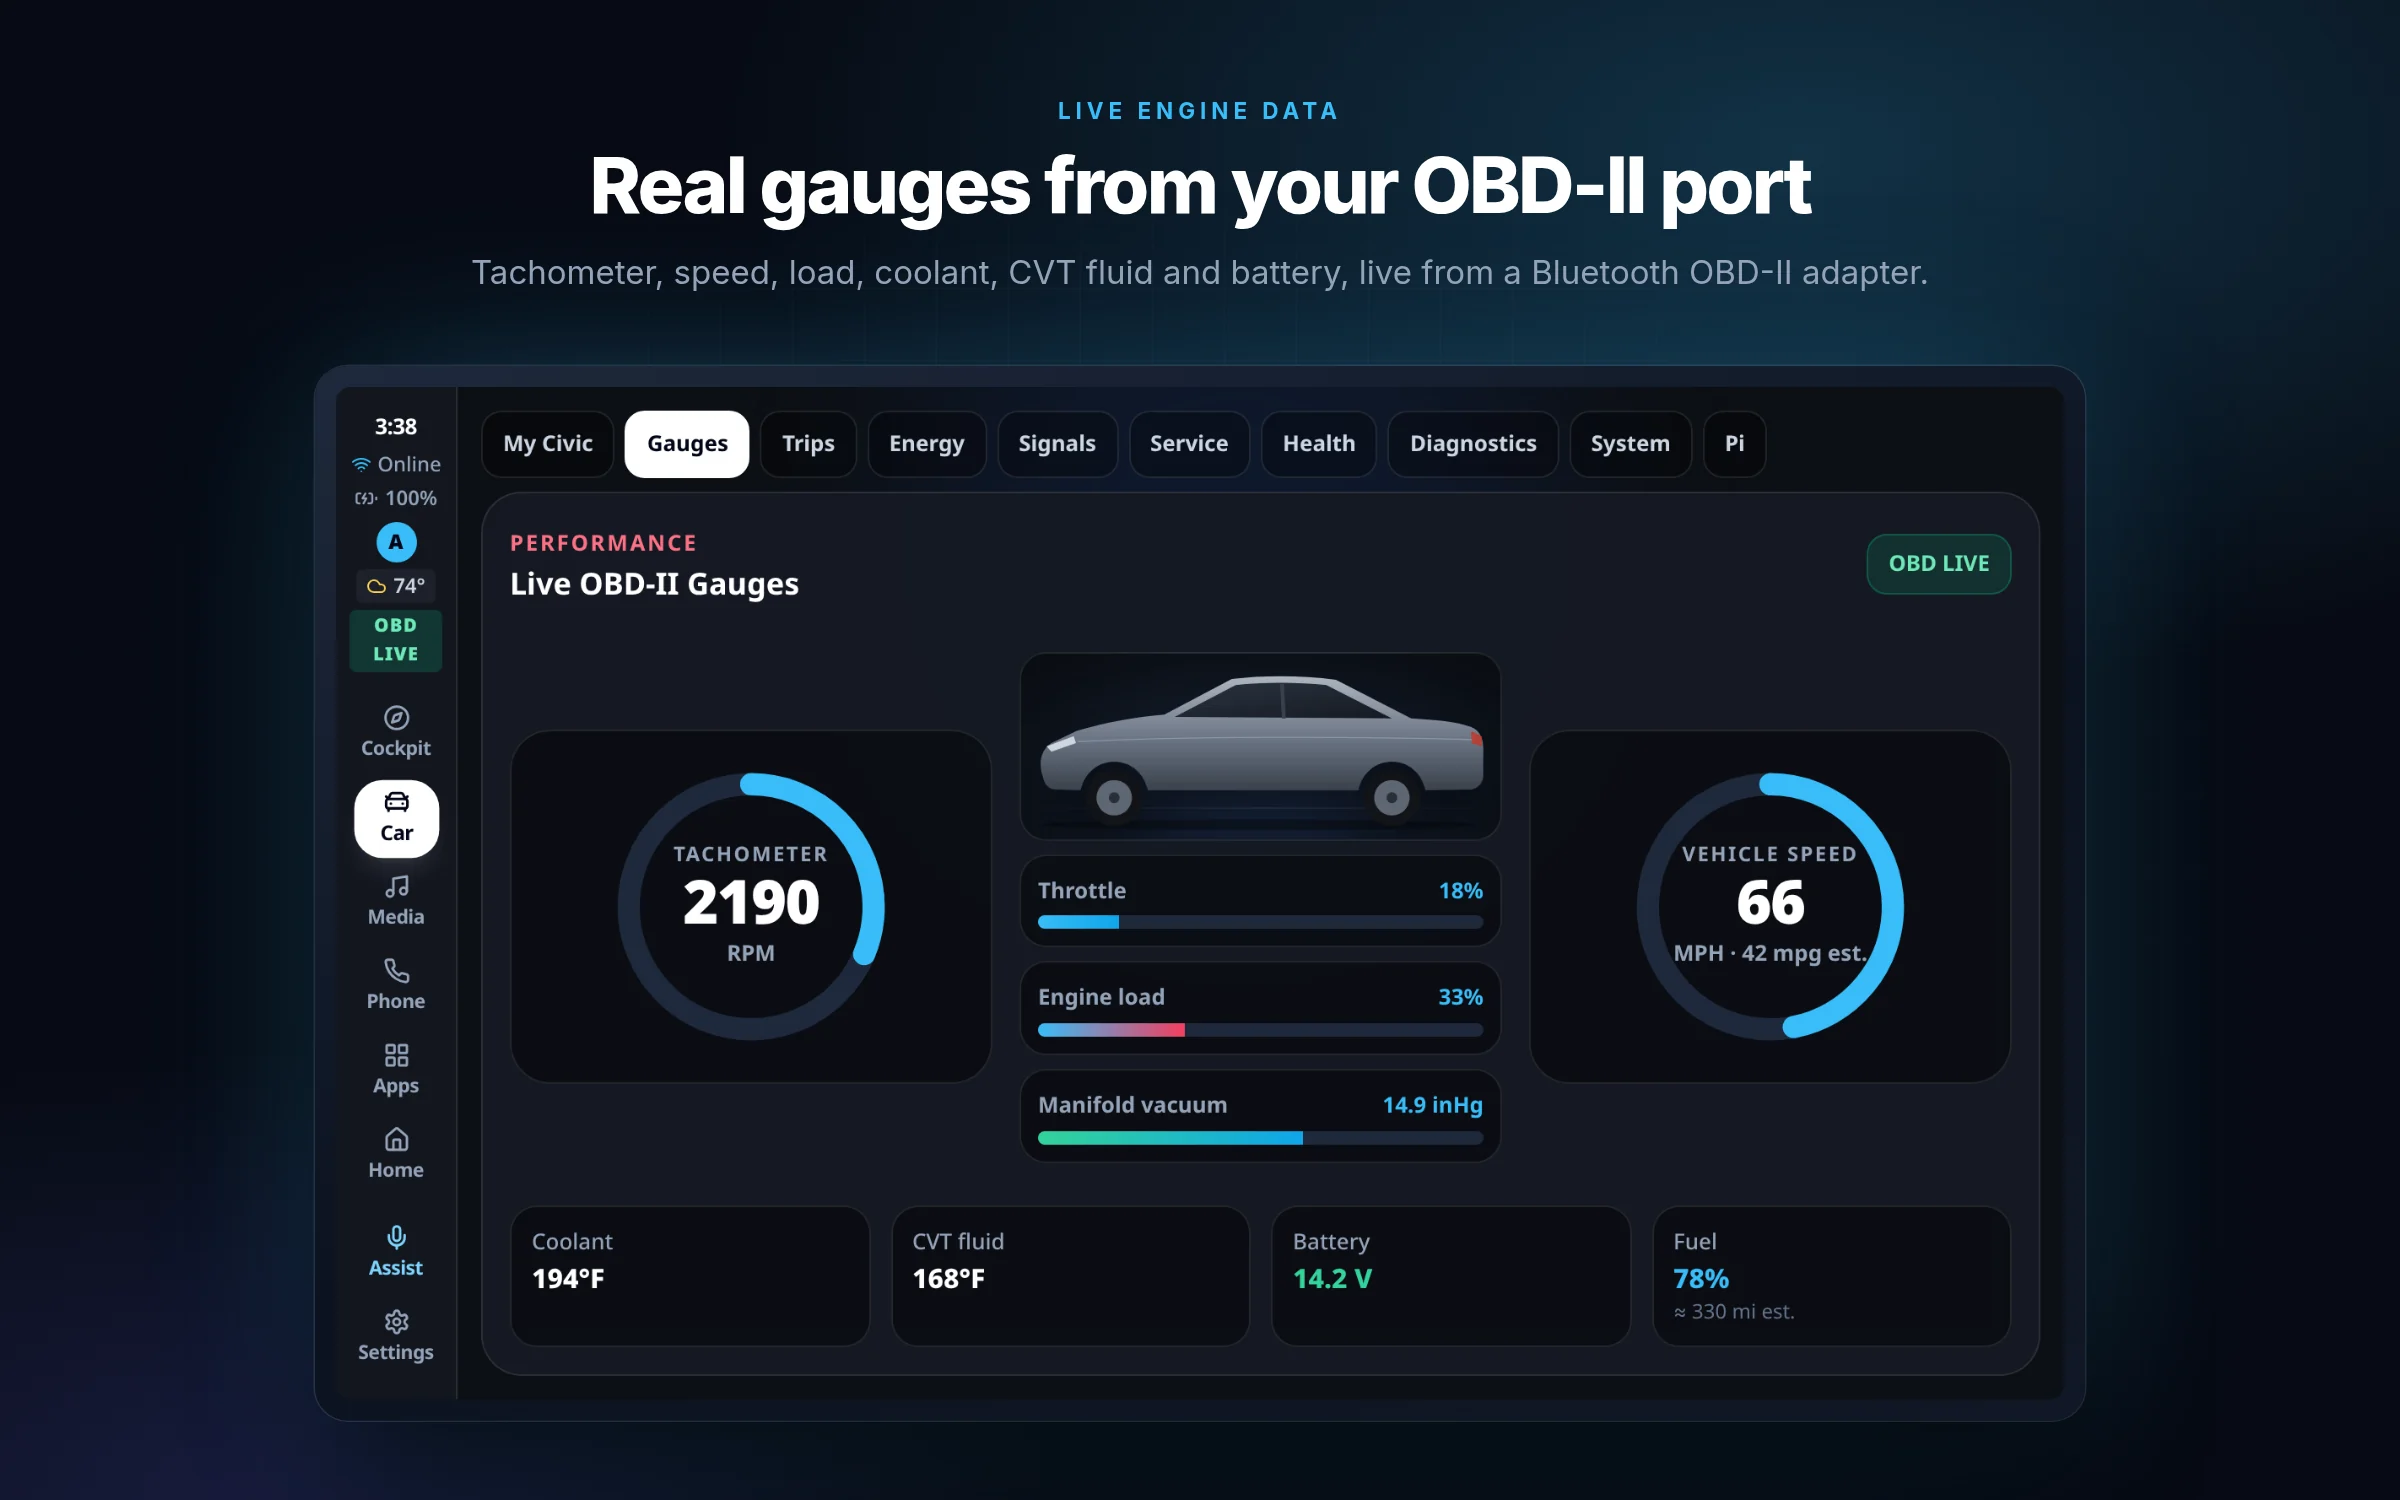 LIVE ENGINE DATA
Real gauges from your OBD-II port
Tachometer, speed, load, coolant, CVT fluid and battery, live from a Bluetooth OBD-II adapter.
3:38
Online
100%
A
74°
OBD
LIVE
Cockpit
Car
Media
Phone
Apps
Home
Assist
Settings
My Civic
Gauges
Trips
Energy
Signals
Service
Health
Diagnostics
System
Pi
PERFORMANCE
Live OBD-II Gauges
OBD LIVE
TACHOMETER
2190
RPM
Throttle 18%
Engine load 33%
Manifold vacuum 14.9 inHg
VEHICLE SPEED
66
MPH · 42 mpg est.
Coolant
194°F
CVT fluid
168°F
Battery
14.2 V
Fuel
78%
≈ 330 mi est.